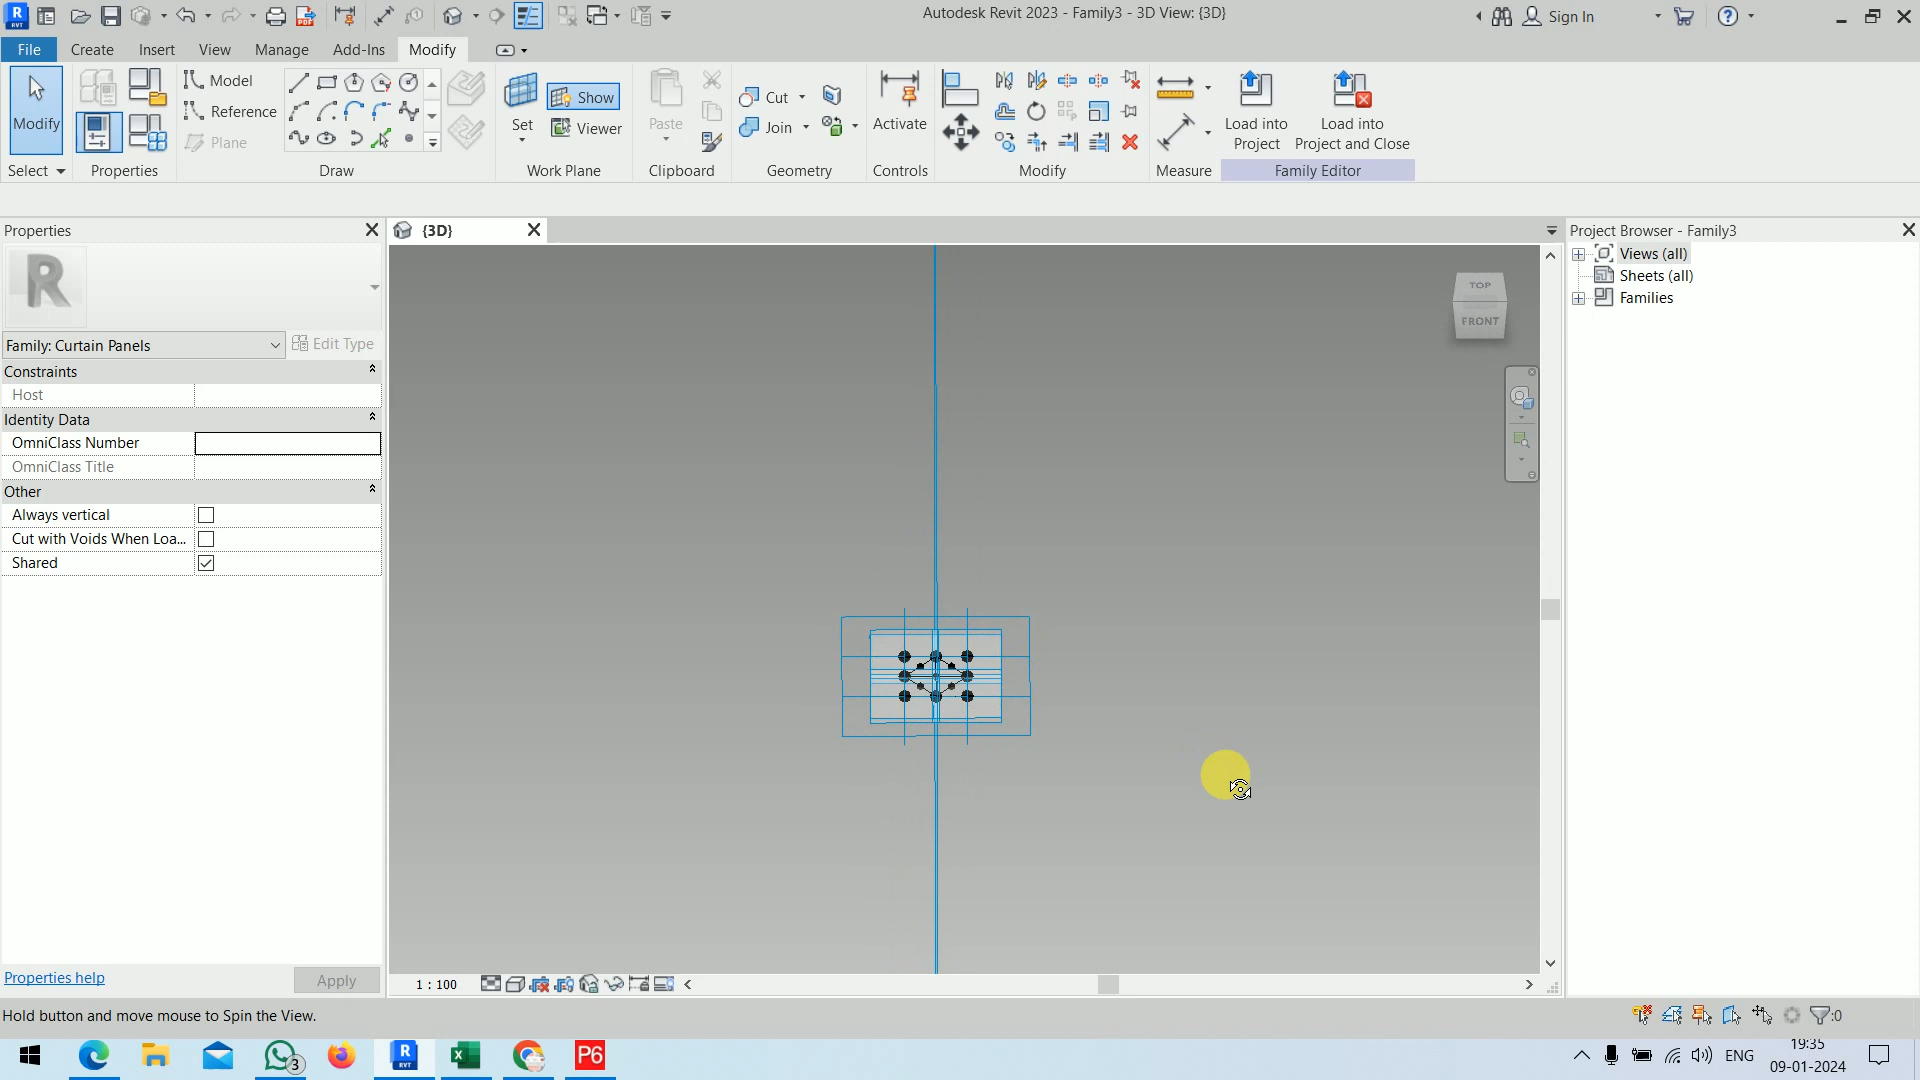 Autodesk Revit 2023 - Family3 - 3D View: {3D}
Sign In
File Create Insert View Manage Add-Ins Modify
Modify
Model
Reference
Plane
Set
Show
Viewer
Paste
Cut
Join
Activate
Load into Project
Load into Project and Close
Select Properties Draw Work Plane Clipboard Geometry Controls Modify Measure Family Editor
Properties
R
Family: Curtain Panels
Edit Type
Constraints
Host
Identity Data
OmniClass Number
OmniClass Title
Other
Always vertical
Cut with Voids When Loa...
Shared
Properties help
Apply
{3D}
TOP
FRONT
1 : 100
Project Browser - Family3
Views (all)
Sheets (all)
Families
Hold button and move mouse to Spin the View.
:0
3
RVT
P6
ENG
19:35
09-01-2024